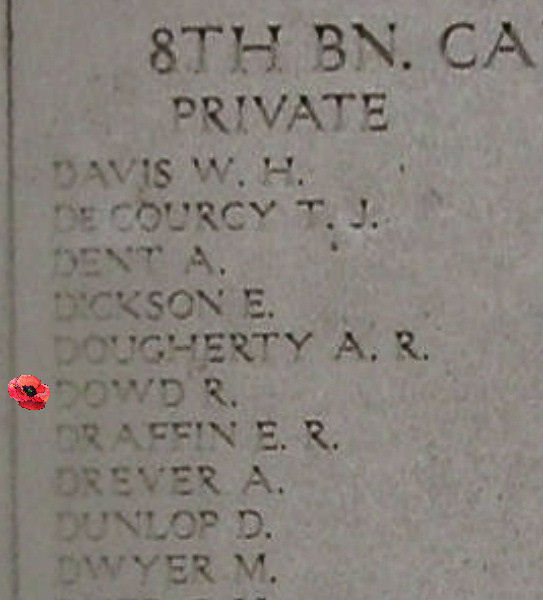 8TH BN. CA
PRIVATE
DAVIS W. H.
DE COURCY T. J.
DENT A.
DICKSON E.
DOUGHERTY A. R.
DOWD R.
DRAFFIN E. R.
DREVER A.
DUNLOP D.
DWYER M.